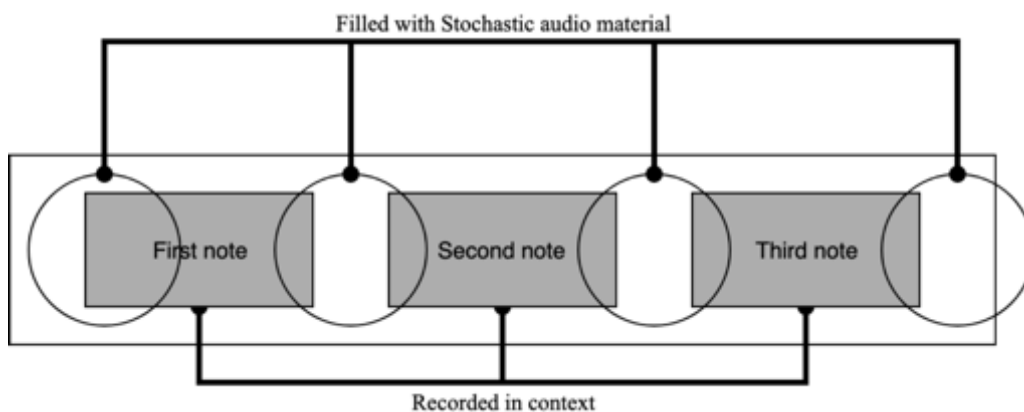 Filled with Stochastic audio material
First note
Second note
Third note
Recorded in context